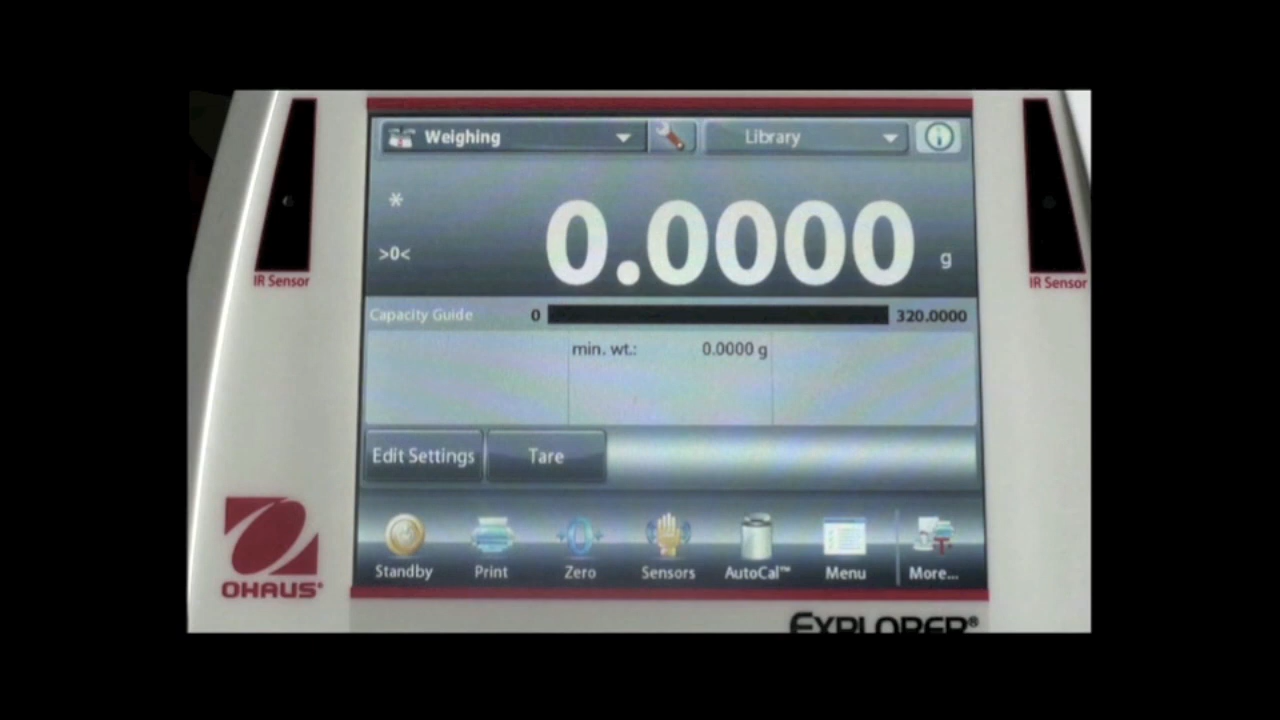 Weighing Library
*
0.0000 g
>0<
IR Sensor
IR Sensor
Capacity Guide 0 320.0000
min. wt.: 0.0000 g
Edit Settings Tare
Standby Print Zero Sensors AutoCal™ Menu More...
OHAUS®
EXPLORER®